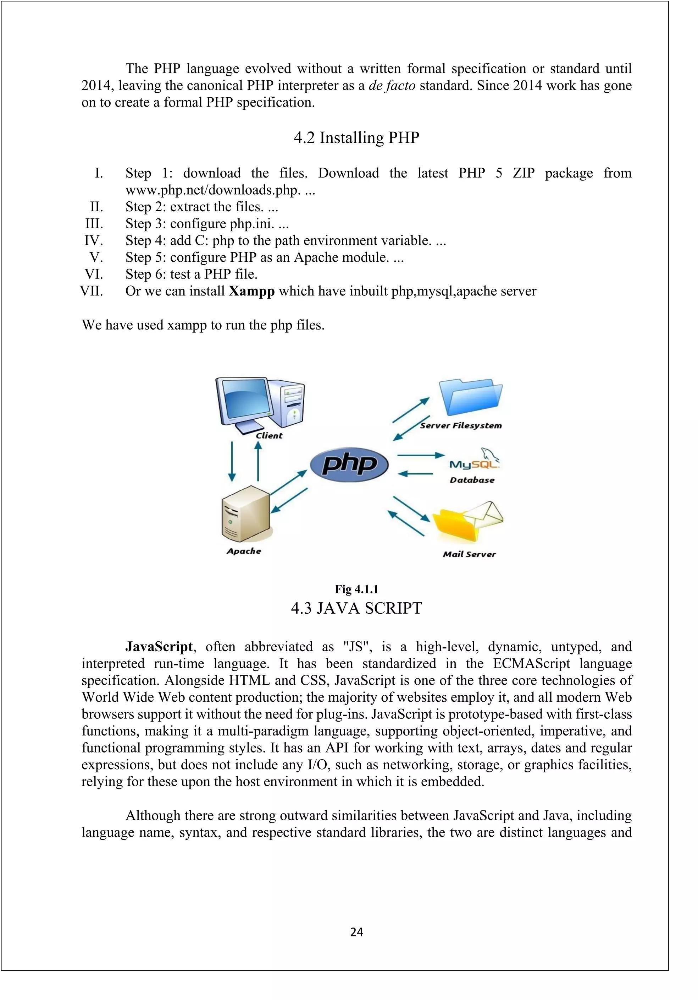 The PHP language evolved without a written formal specification or standard until
2014, leaving the canonical PHP interpreter as a de facto standard. Since 2014 work has gone
on to create a formal PHP specification.
4.2 Installing PHP
I. Step 1: download the files. Download the latest PHP 5 ZIP package from
www.php.net/downloads.php. ...
II. Step 2: extract the files. ...
III. Step 3: configure php.ini. ...
IV. Step 4: add C: php to the path environment variable. ...
V. Step 5: configure PHP as an Apache module. ...
VI. Step 6: test a PHP file.
VII. Or we can install Xampp which have inbuilt php,mysql,apache server
We have used xampp to run the php files.
Client
Server Filesystem
php
MySQL
Database
Apache
Mail Server
Fig 4.1.1
4.3 JAVA SCRIPT
JavaScript, often abbreviated as "JS", is a high-level, dynamic, untyped, and
interpreted run-time language. It has been standardized in the ECMAScript language
specification. Alongside HTML and CSS, JavaScript is one of the three core technologies of
World Wide Web content production; the majority of websites employ it, and all modern Web
browsers support it without the need for plug-ins. JavaScript is prototype-based with first-class
functions, making it a multi-paradigm language, supporting object-oriented, imperative, and
functional programming styles. It has an API for working with text, arrays, dates and regular
expressions, but does not include any I/O, such as networking, storage, or graphics facilities,
relying for these upon the host environment in which it is embedded.
Although there are strong outward similarities between JavaScript and Java, including
language name, syntax, and respective standard libraries, the two are distinct languages and
24